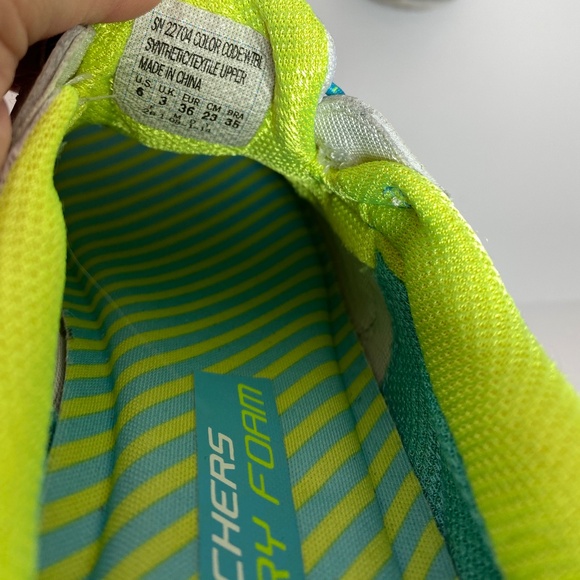 SN 22704 COLOR CODE:WTBL
SYNTHETIC/TEXTILE UPPER
MADE IN CHINA
U.S. U.K. EUR CM BRA
6 3 36 23 35
CHERS
RY FOAM